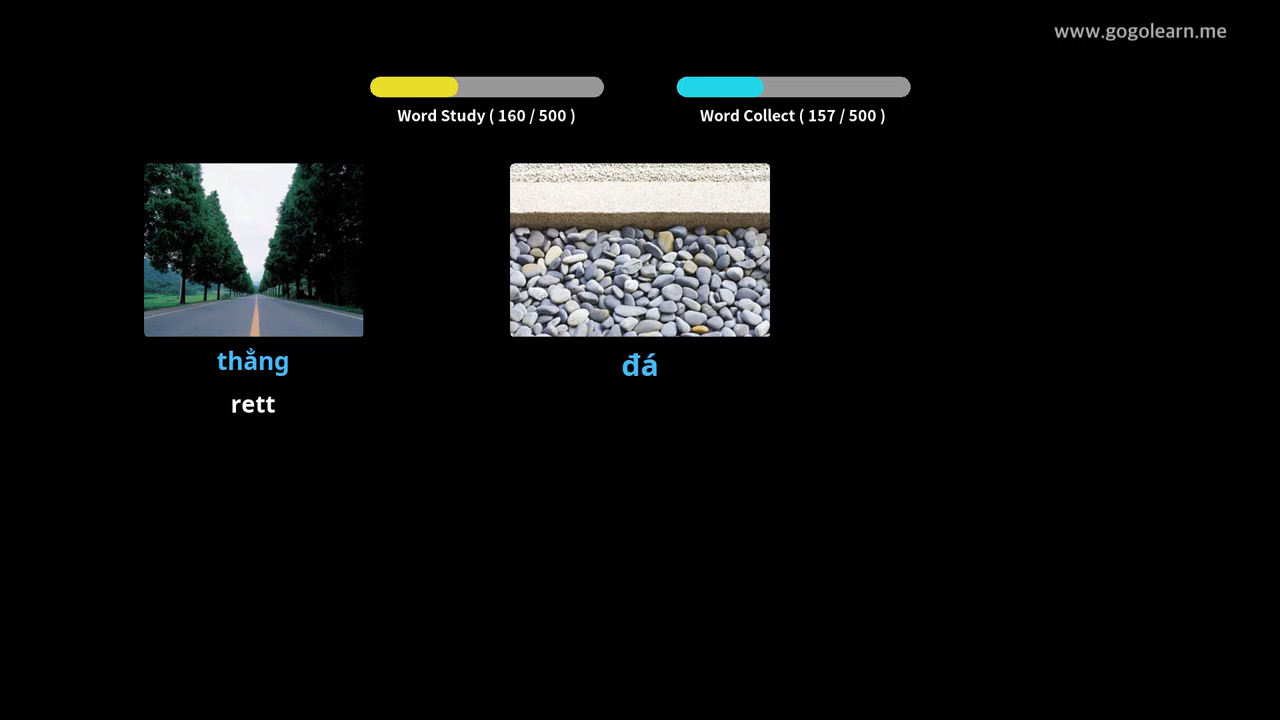 www.gogolearn.me
Word Study ( 160 / 500 )
Word Collect ( 157 / 500 )
thẳng
rett
đá